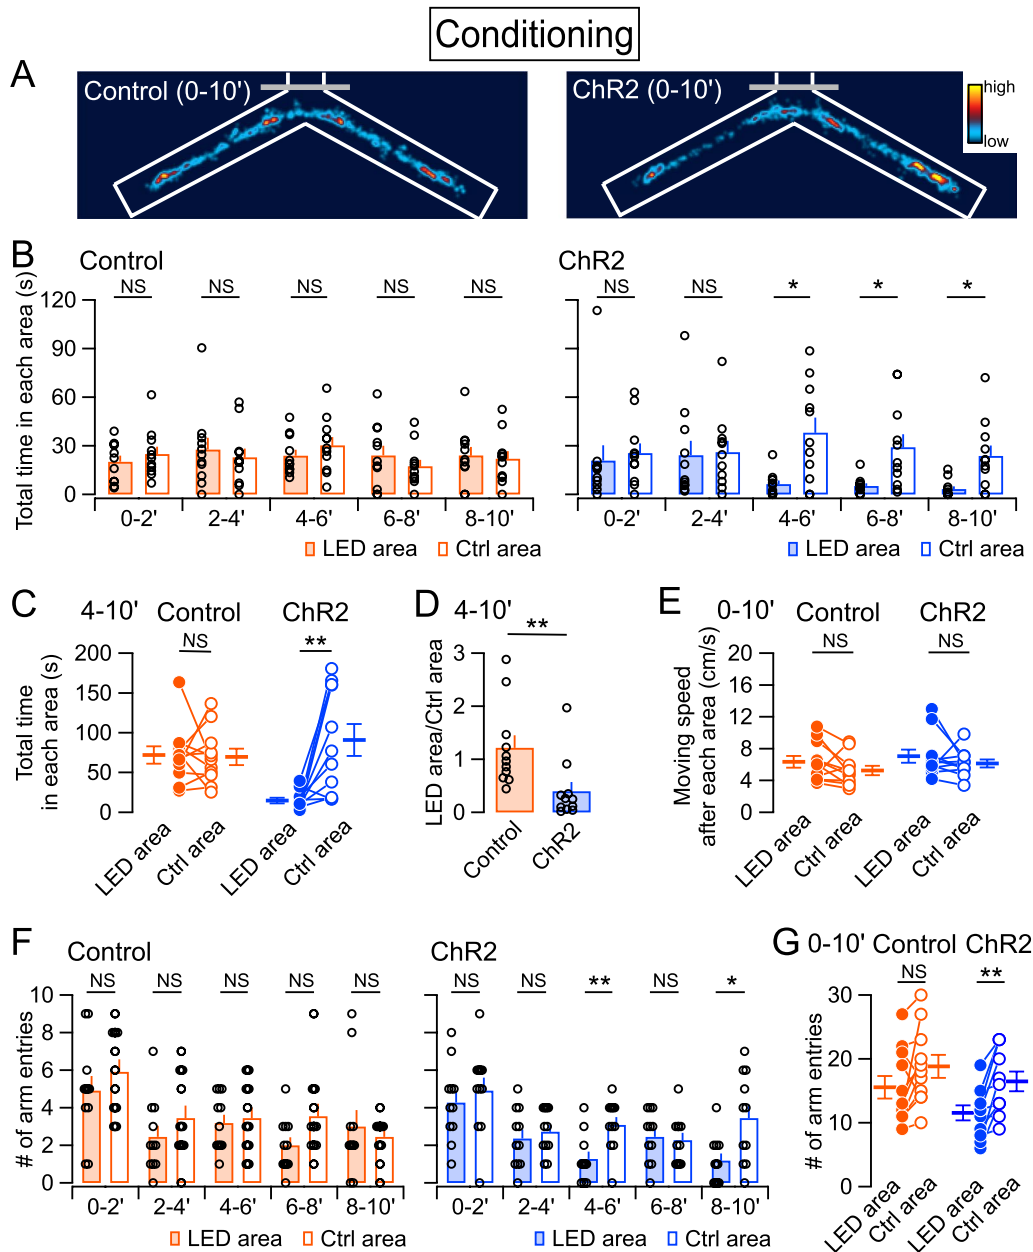 Conditioning
A
Control (0-10')
ChR2 (0-10')
high
low
B
Control
ChR2
NS NS NS NS NS
NS NS * * *
Total time in each area (s)
120
90
60
30
0
0-2' 2-4' 4-6' 6-8' 8-10'
0-2' 2-4' 4-6' 6-8' 8-10'
LED area Ctrl area
LED area Ctrl area
C 4-10' Control ChR2
NS **
Total time
in each area (s)
200
150
100
50
0
LED area
Ctrl area
LED area
Ctrl area
D 4-10'
**
LED area/Ctrl area
3
2
1
0
Control
ChR2
E 0-10' Control ChR2
NS NS
Moving speed
after each area (cm/s)
20
16
12
8
4
0
LED area
Ctrl area
LED area
Ctrl area
F
Control
ChR2
NS NS NS NS NS
NS NS ** NS *
# of arm entries
10
8
6
4
2
0
0-2' 2-4' 4-6' 6-8' 8-10'
0-2' 2-4' 4-6' 6-8' 8-10'
LED area Ctrl area
LED area Ctrl area
G 0-10' Control ChR2
NS **
# of arm entries
30
20
10
0
LED area
Ctrl area
LED area
Ctrl area